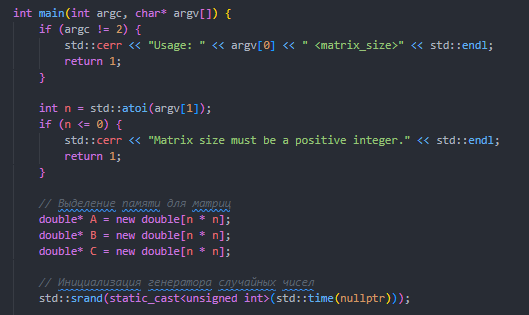 int main(int argc, char* argv[]) {
    if (argc != 2) {
        std::cerr << "Usage: " << argv[0] << " <matrix_size>" << std::endl;
        return 1;
    }

    int n = std::atoi(argv[1]);
    if (n <= 0) {
        std::cerr << "Matrix size must be a positive integer." << std::endl;
        return 1;
    }

    // Выделение памяти для матриц
    double* A = new double[n * n];
    double* B = new double[n * n];
    double* C = new double[n * n];

    // Инициализация генератора случайных чисел
    std::srand(static_cast<unsigned int>(std::time(nullptr)));